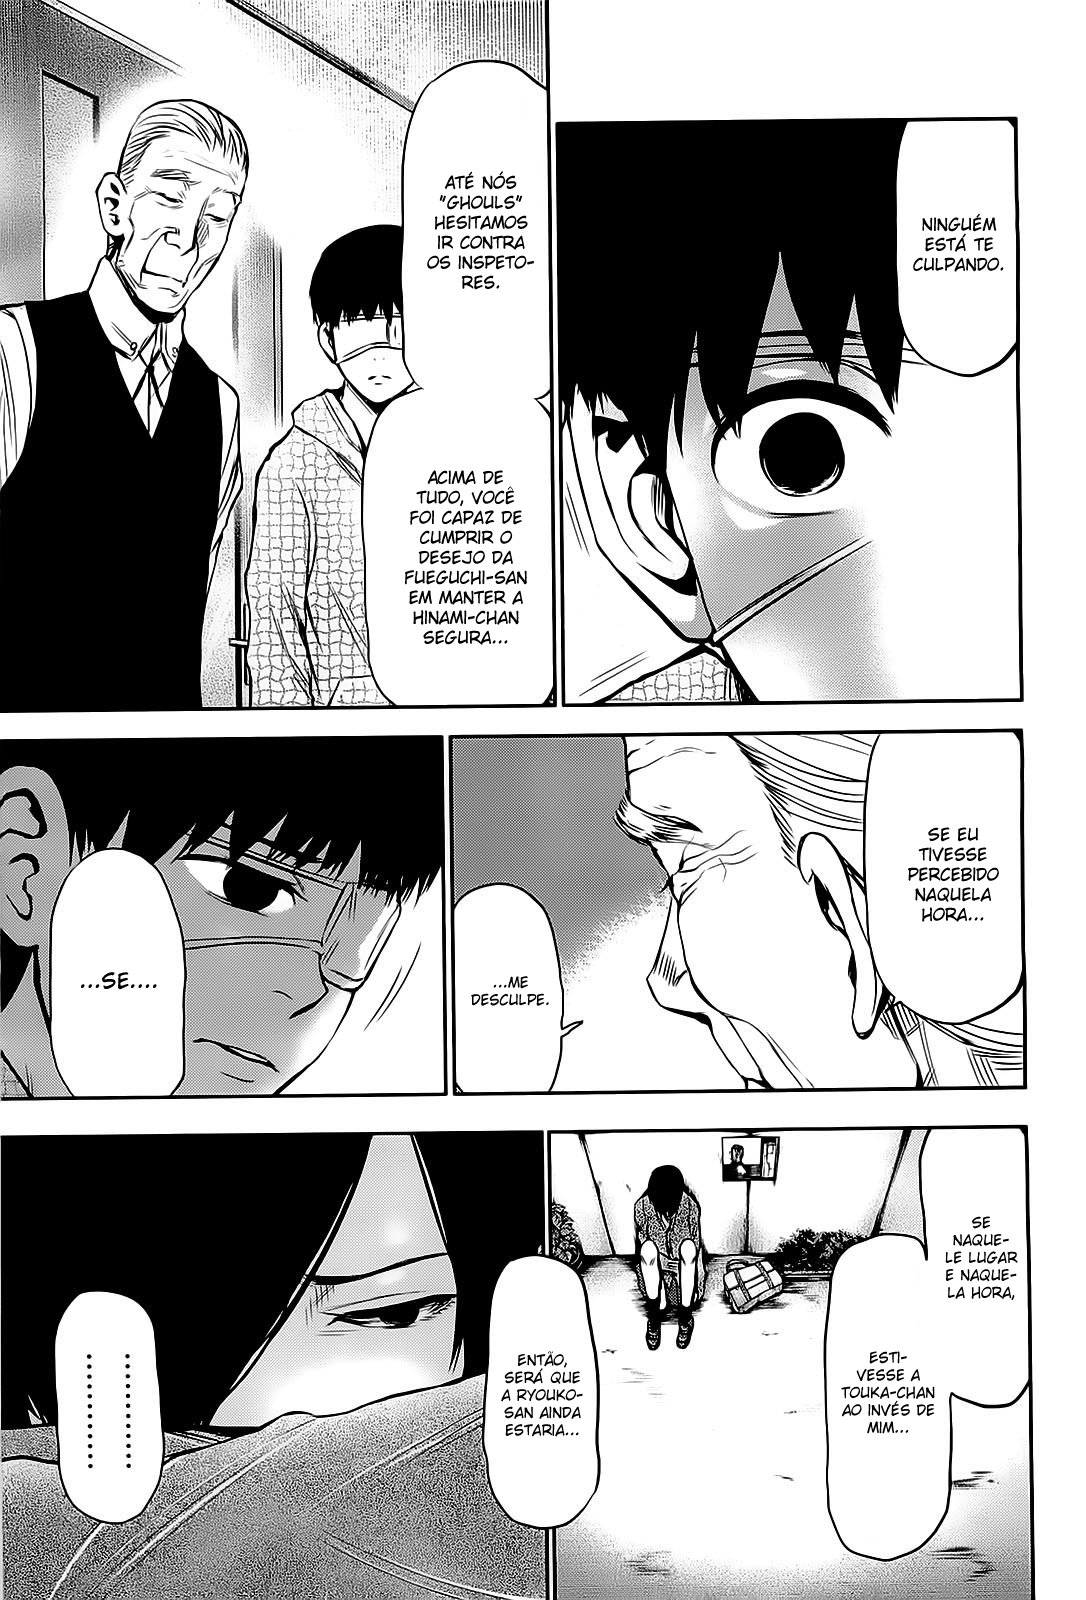 NINGUÉM
ESTÁ TE
CULPANDO.
ATÉ NÓS
"GHOULS"
HESITAMOS
IR CONTRA
OS INSPETO-
RES.
ACIMA DE
TUDO, VOCÊ
FOI CAPAZ DE
CUMPRIR O
DESEJO DA
FUEGUCHI-SAN
EM MANTER A
HINAMI-CHAN
SEGURA...
SE EU
TIVESSE
PERCEBIDO
NAQUELA
HORA...
...ME
DESCULPE.
...SE....
SE
NAQUE-
LE LUGAR
E NAQUE-
LA HORA,
ESTI-
VESSE A
TOUKA-CHAN
AO INVÉS DE
MIM...
ENTÃO,
SERÁ QUE
A RYOUKO-
SAN AINDA
ESTARIA...
..........